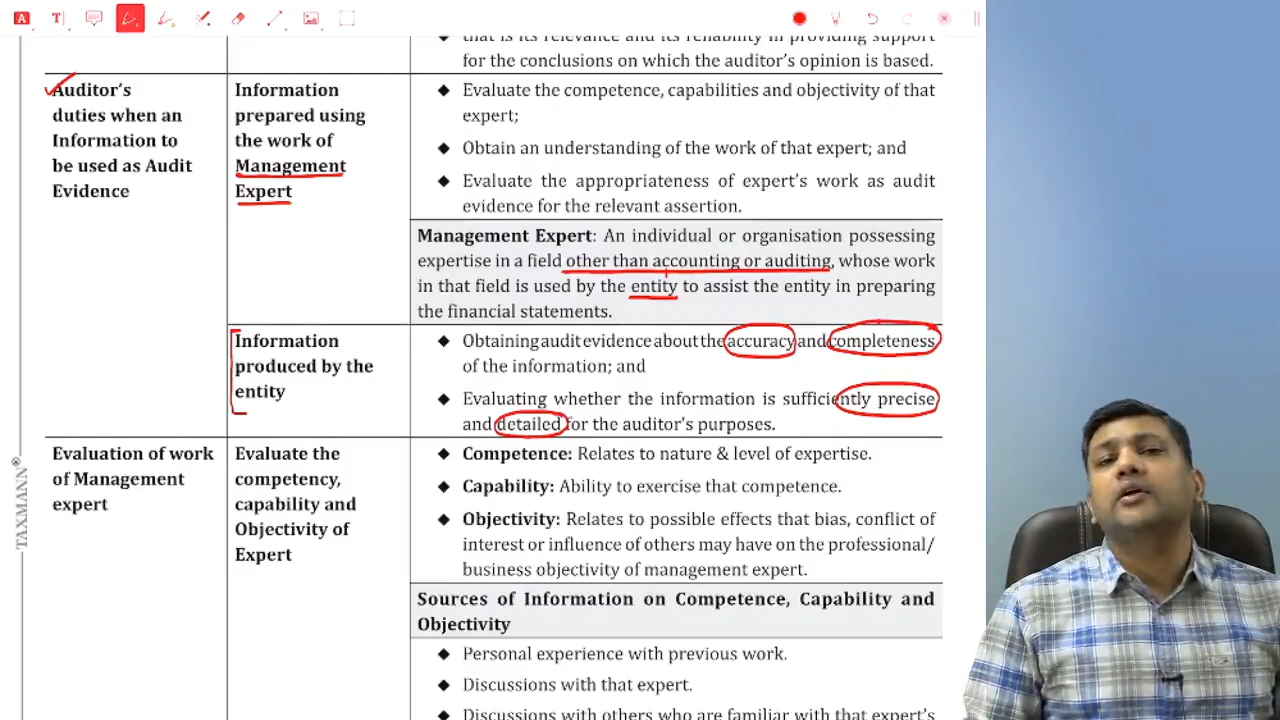 that is its relevance and its reliability in providing support
for the conclusions on which the auditor's opinion is based.
Auditor's
duties when an
Information to
be used as Audit
Evidence
Information
prepared using
the work of
Management
Expert
◆ Evaluate the competence, capabilities and objectivity of that
expert;
◆ Obtain an understanding of the work of that expert; and
◆ Evaluate the appropriateness of expert's work as audit
evidence for the relevant assertion.
Management Expert: An individual or organisation possessing
expertise in a field other than accounting or auditing, whose work
in that field is used by the entity to assist the entity in preparing
the financial statements.
Information
produced by the
entity
◆ Obtaining audit evidence about the accuracy and completeness
of the information; and
◆ Evaluating whether the information is sufficiently precise
and detailed for the auditor's purposes.
Evaluation of work
of Management
expert
Evaluate the
competency,
capability and
Objectivity of
Expert
◆ Competence: Relates to nature & level of expertise.
◆ Capability: Ability to exercise that competence.
◆ Objectivity: Relates to possible effects that bias, conflict of
interest or influence of others may have on the professional/
business objectivity of management expert.
Sources of Information on Competence, Capability and
Objectivity
◆ Personal experience with previous work.
◆ Discussions with that expert.
◆ Discussions with others who are familiar with that expert's
TAXMANN®